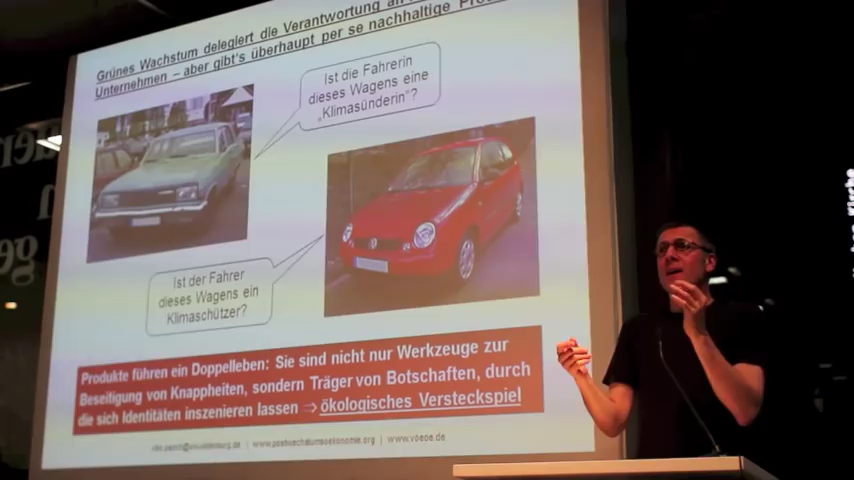 Grünes Wachstum delegiert die Verantwortung an
Unternehmen – aber gibt's überhaupt per se nachhaltige
Ist die Fahrerin
dieses Wagens eine
„Klimasünderin"?
Ist der Fahrer
dieses Wagens ein
Klimaschützer?
Produkte führen ein Doppelleben: Sie sind nicht nur Werkzeuge zur
Beseitigung von Knappheiten, sondern Träger von Botschaften, durch
die sich Identitäten inszenieren lassen ⇒ ökologisches Versteckspiel
| www.postwachstumsoekonomie.org | www.voeoe.de